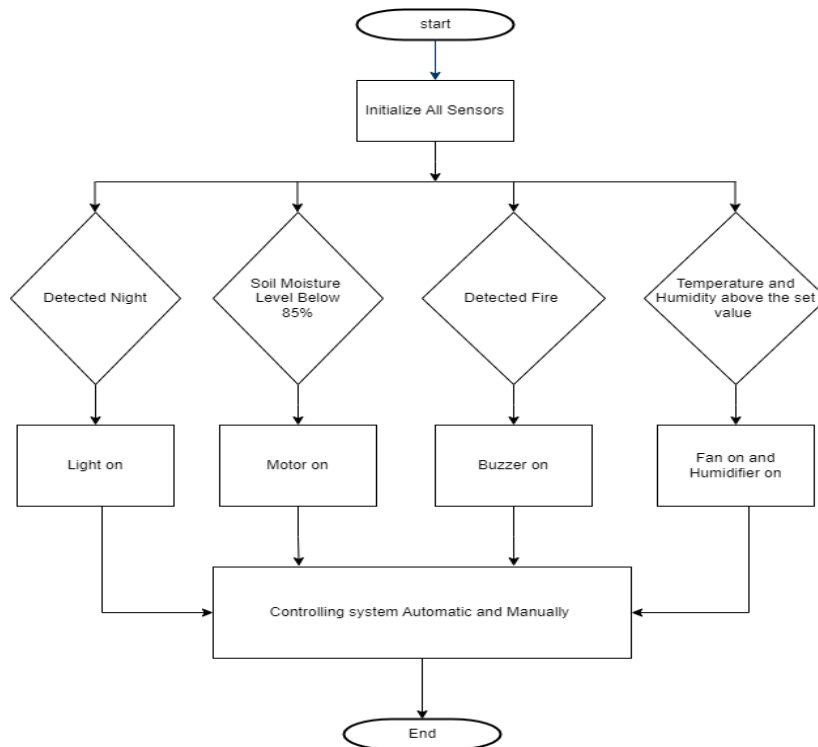 start
Initialize All Sensors
Detected Night
Soil Moisture
Level Below
85%
Detected Fire
Temperature and
Humidity above the set
value
Light on
Motor on
Buzzer on
Fan on and
Humidifier on
Controlling system Automatic and Manually
End